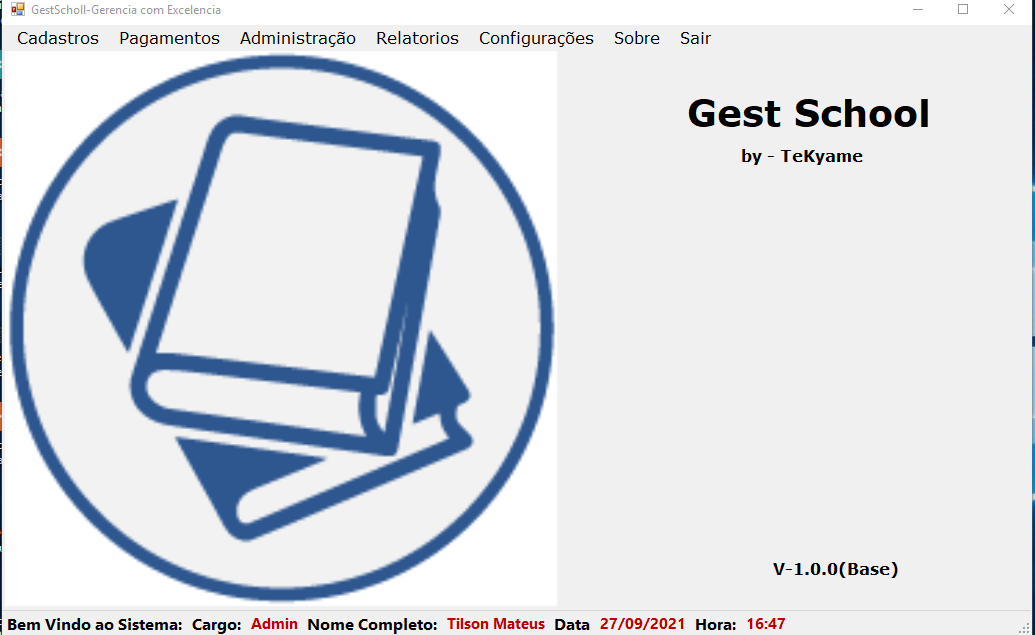 GestScholl-Gerencia com Excelencia
Cadastros Pagamentos Administração Relatorios Configurações Sobre Sair
Gest School
by - TeKyame
V-1.0.0(Base)
Bem Vindo ao Sistema: Cargo: Admin Nome Completo: Tilson Mateus Data 27/09/2021 Hora: 16:47